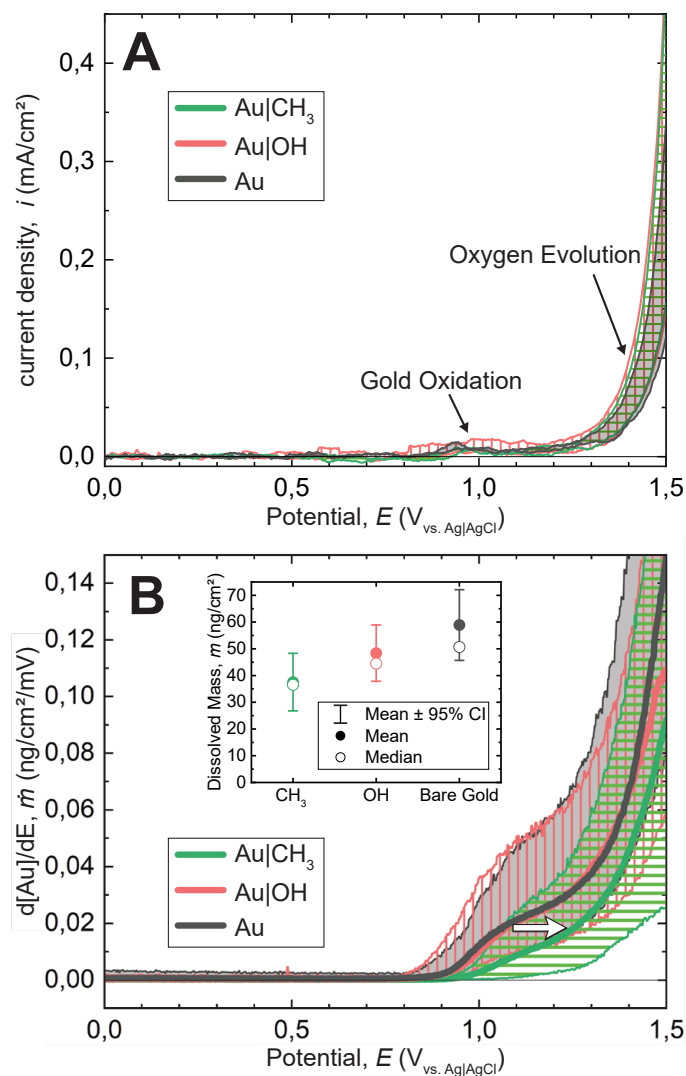 A
0,4
0,3
0,2
0,1
0,0
current density, i (mA/cm²)
Au|CH₃
Au|OH
Au
Oxygen Evolution
Gold Oxidation
0,0 0,5 1,0 1,5
Potential, E (V vs. Ag|AgCl)
B
0,14
0,12
0,10
0,08
0,06
0,04
0,02
0,00
d[Au]/dE, ṁ (ng/cm²/mV)
70
60
50
40
30
20
10
0
Dissolved Mass, m (ng/cm²)
Mean ± 95% CI
Mean
Median
CH₃ OH Bare Gold
Au|CH₃
Au|OH
Au
0,0 0,5 1,0 1,5
Potential, E (V vs. Ag|AgCl)